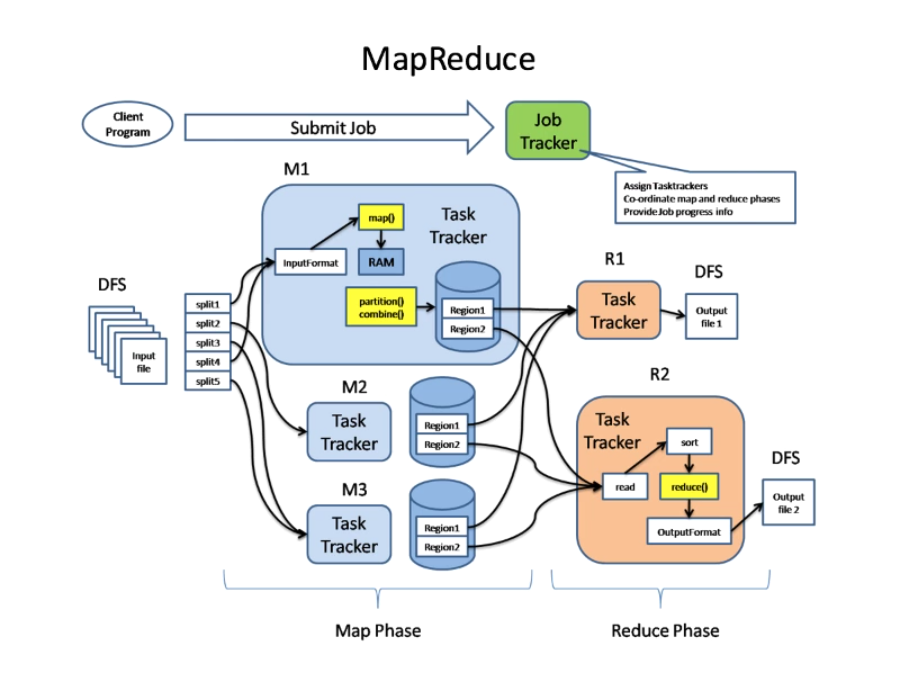 MapReduce
Client
Program
Submit Job
Job
Tracker
Assign Tasktrackers
Co-ordinate map and reduce phases
Provide Job progress info
M1
map()
Task
Tracker
InputFormat
RAM
partition()
combine()
Region1
Region2
DFS
Input
file
split1
split2
split3
split4
split5
M2
Task
Tracker
Region1
Region2
M3
Task
Tracker
Region1
Region2
R1
Task
Tracker
DFS
Output
file 1
R2
Task
Tracker
sort
read
reduce()
OutputFormat
DFS
Output
file 2
Map Phase
Reduce Phase